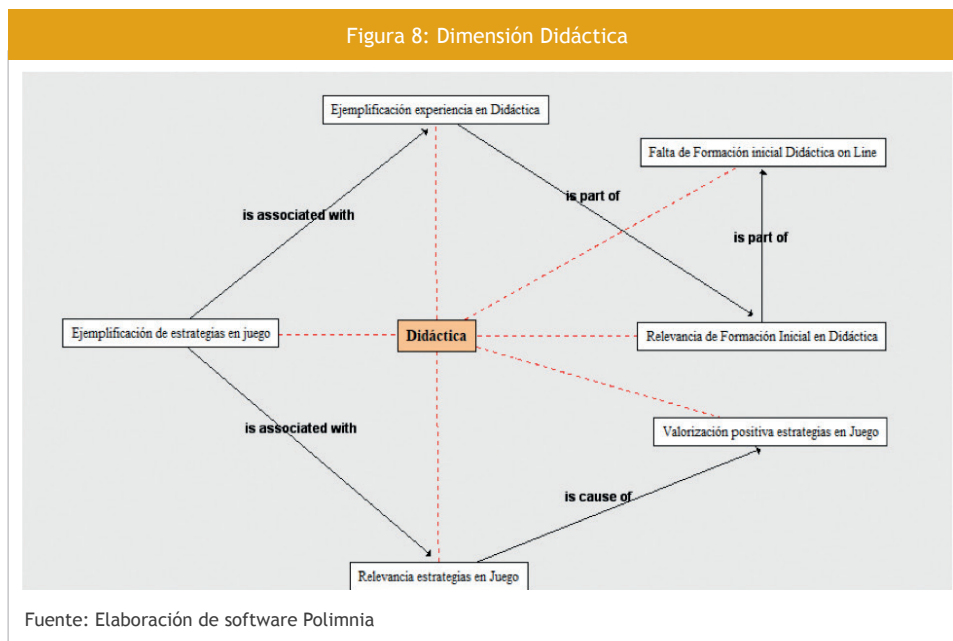 Figura 8: Dimensión Didáctica
Ejemplificación experiencia en Didáctica
Falta de Formación inicial Didáctica on Line
is associated with
is part of
is part of
Ejemplificación de estrategias en juego
Didáctica
Relevancia de Formación Inicial en Didáctica
is associated with
Valorización positiva estrategias en Juego
is cause of
Relevancia estrategias en Juego
Fuente: Elaboración de software Polimnia